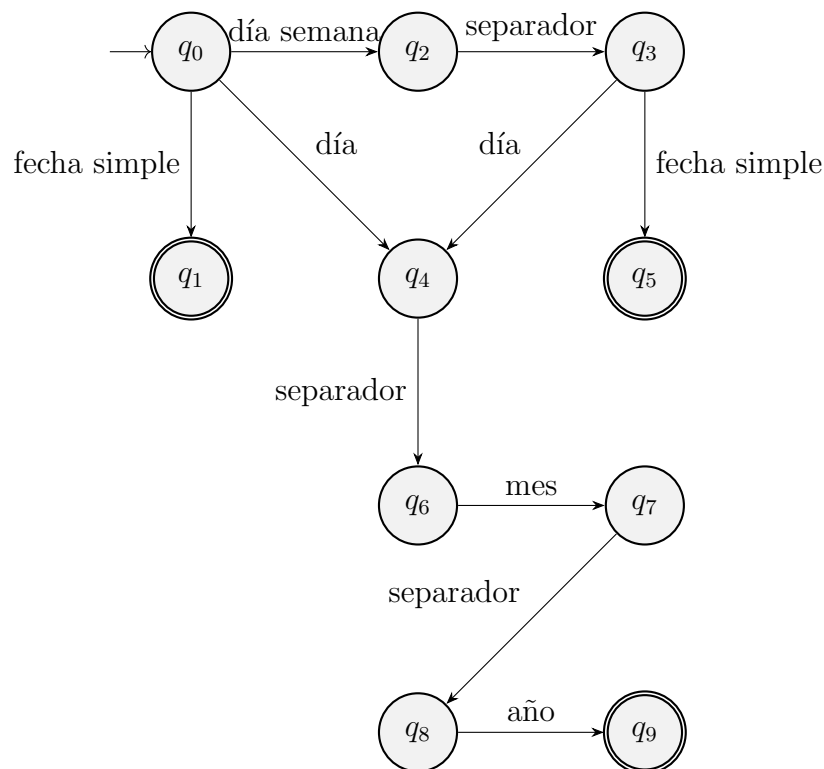 q0 día semana q2 separador q3
día día
fecha simple fecha simple
q1 q4 q5
separador
q6 mes q7
separador
q8 año q9